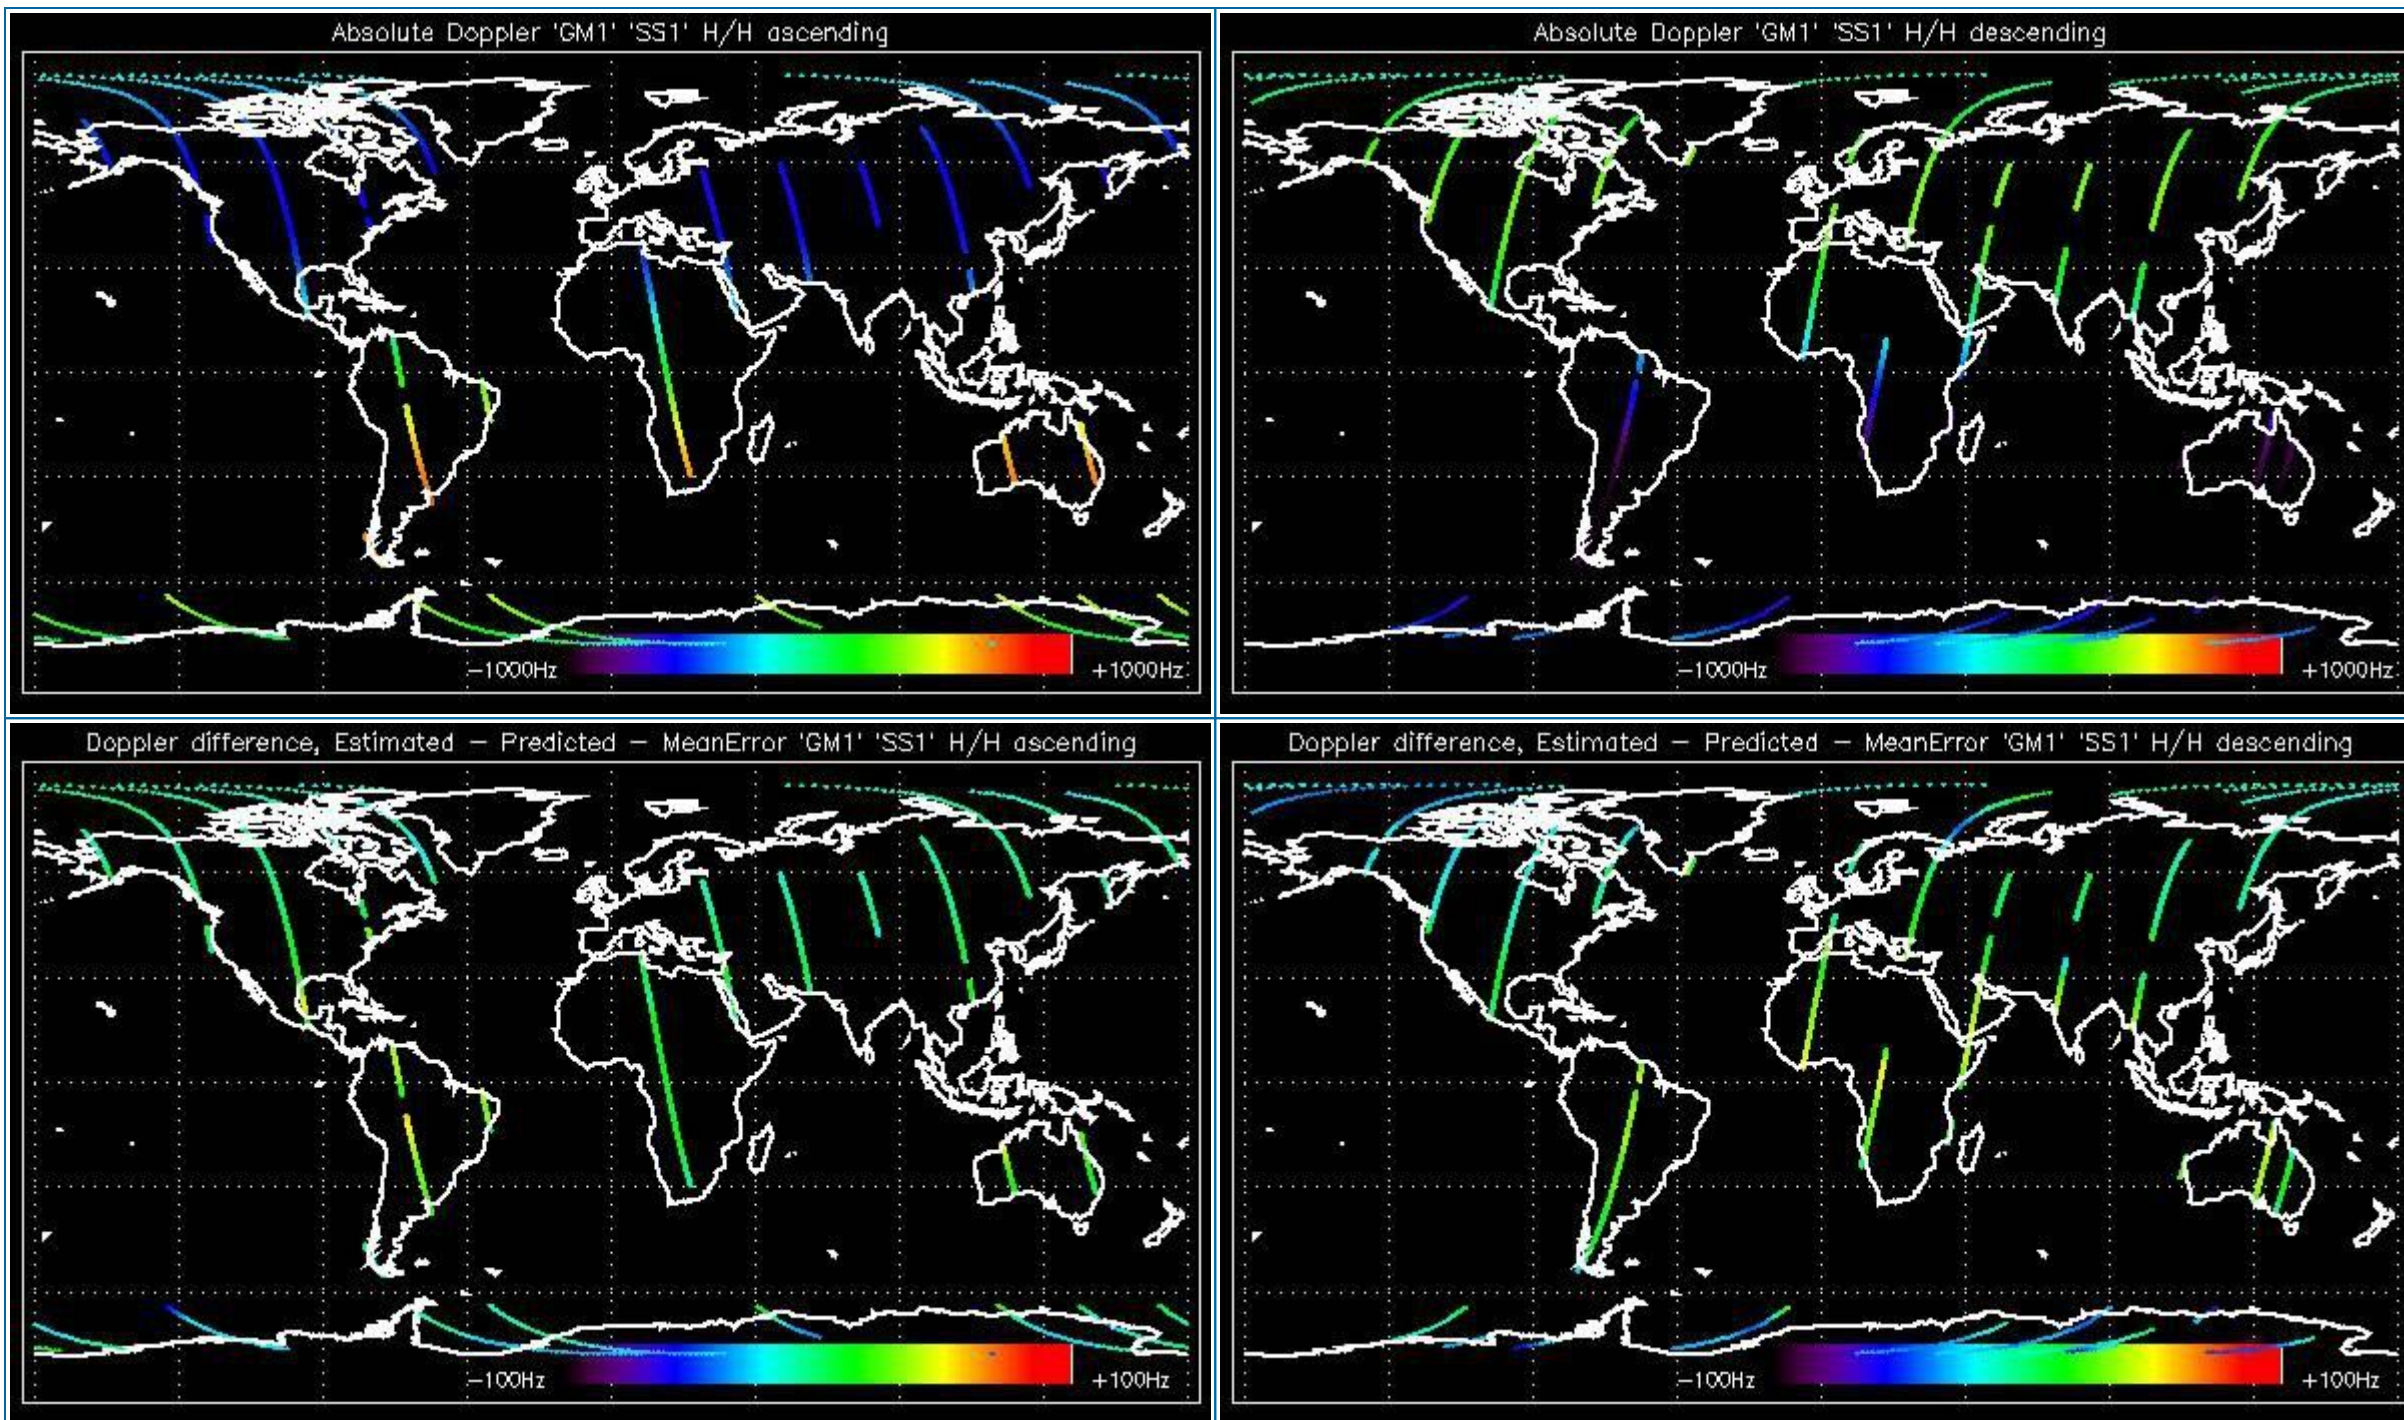 Absolute Doppler 'GM1' 'SS1' H/H ascending
-1000Hz
+1000Hz
Absolute Doppler 'GM1' 'SS1' H/H descending
-1000Hz
+1000Hz
Doppler difference, Estimated - Predicted - MeanError 'GM1' 'SS1' H/H ascending
-100Hz
+100Hz
Doppler difference, Estimated - Predicted - MeanError 'GM1' 'SS1' H/H descending
-100Hz
+100Hz